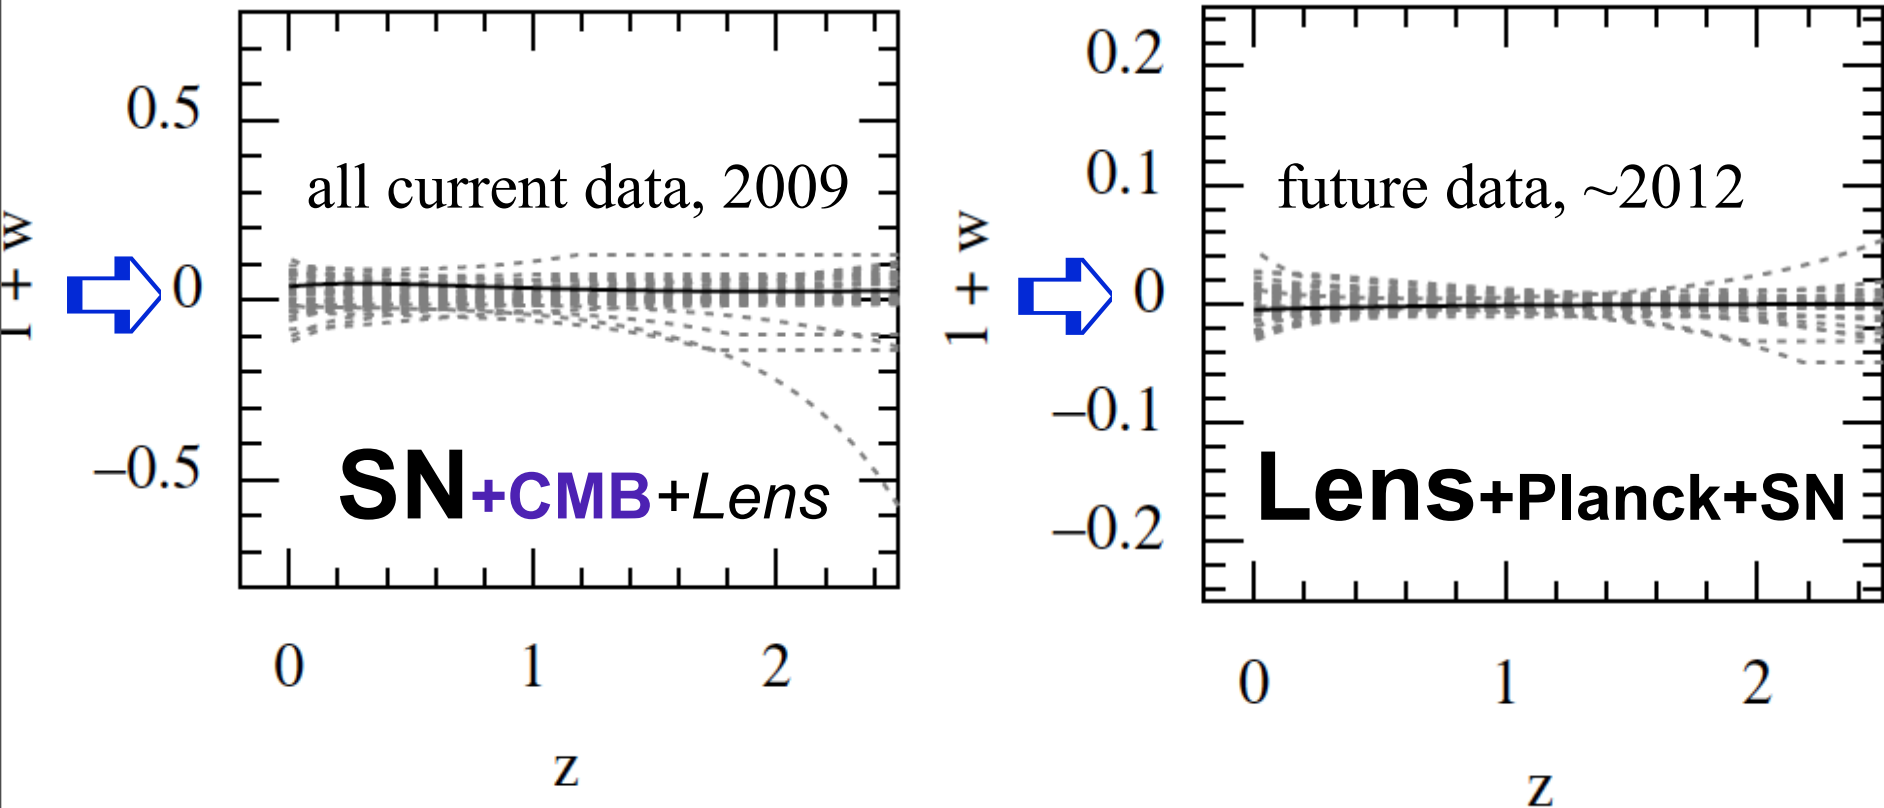 0.5
all current data, 2009
1 + w
0
−0.5
SN+CMB+Lens
0 1 2
z
0.2
0.1
future data, ~2012
1 + w
0
−0.1
Lens+Planck+SN
−0.2
0 1 2
z